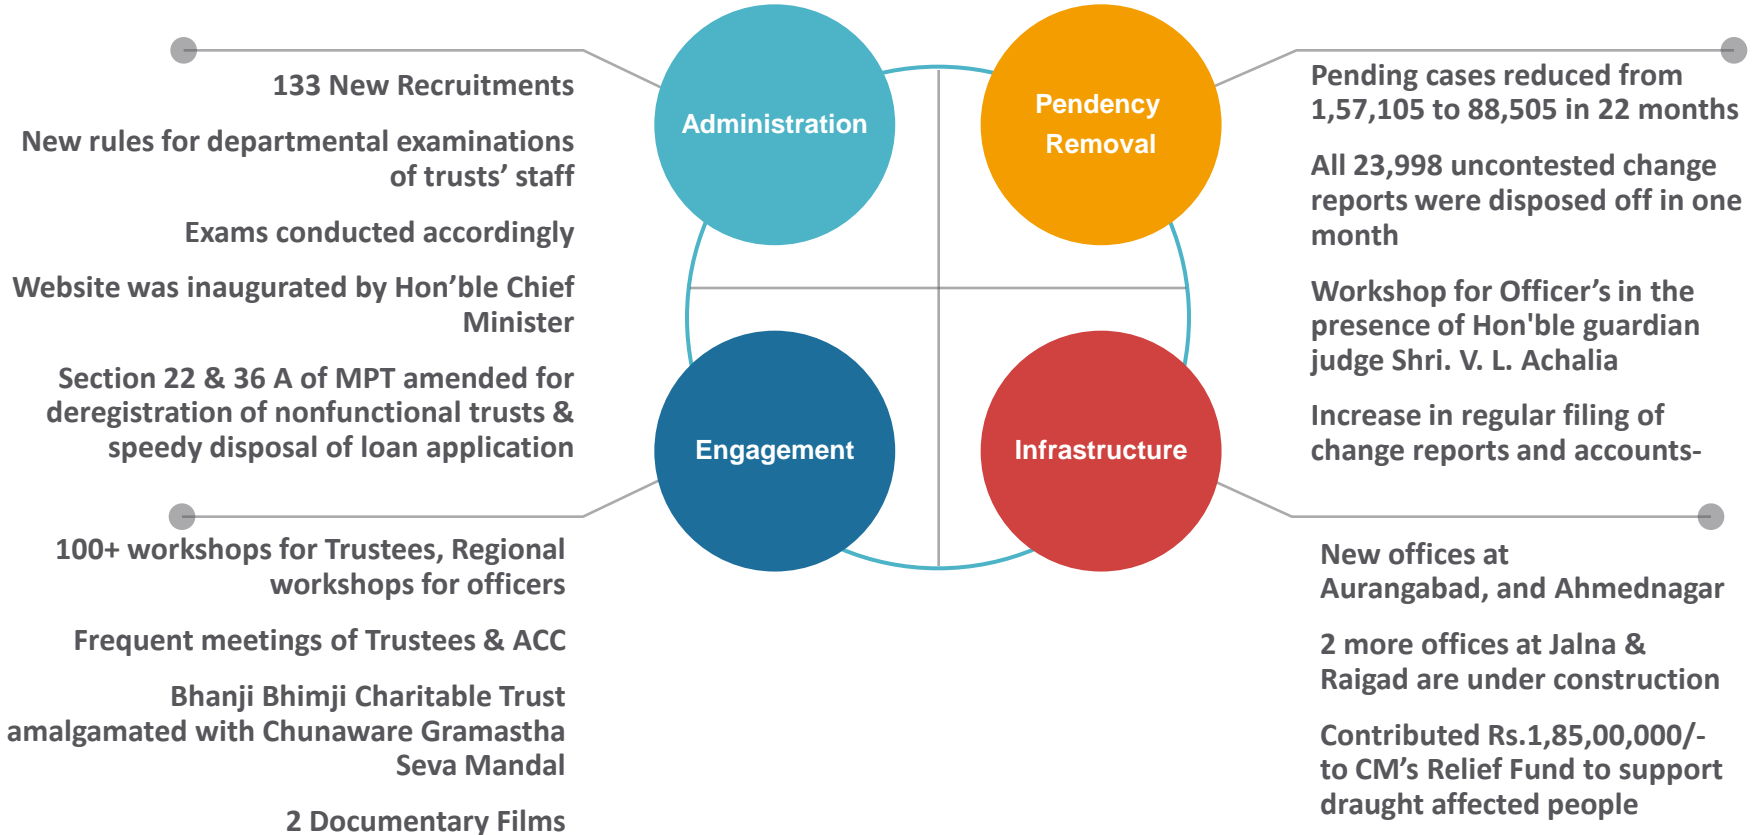 Administration
133 New Recruitments
New rules for departmental examinations
of trusts’ staff
Exams conducted accordingly
Website was inaugurated by Hon’ble Chief
Minister
Section 22 & 36 A of MPT amended for
deregistration of nonfunctional trusts &
speedy disposal of loan application
Pendency
Removal
Pending cases reduced from
1,57,105 to 88,505 in 22 months
All 23,998 uncontested change
reports were disposed off in one
month
Workshop for Officer’s in the
presence of Hon'ble guardian
judge Shri. V. L. Achalia
Increase in regular filing of
change reports and accounts-
Engagement
100+ workshops for Trustees, Regional
workshops for officers
Frequent meetings of Trustees & ACC
Bhanji Bhimji Charitable Trust
amalgamated with Chunaware Gramastha
Seva Mandal
2 Documentary Films
Infrastructure
New offices at
Aurangabad, and Ahmednagar
2 more offices at Jalna &
Raigad are under construction
Contributed Rs.1,85,00,000/-
to CM’s Relief Fund to support
draught affected people